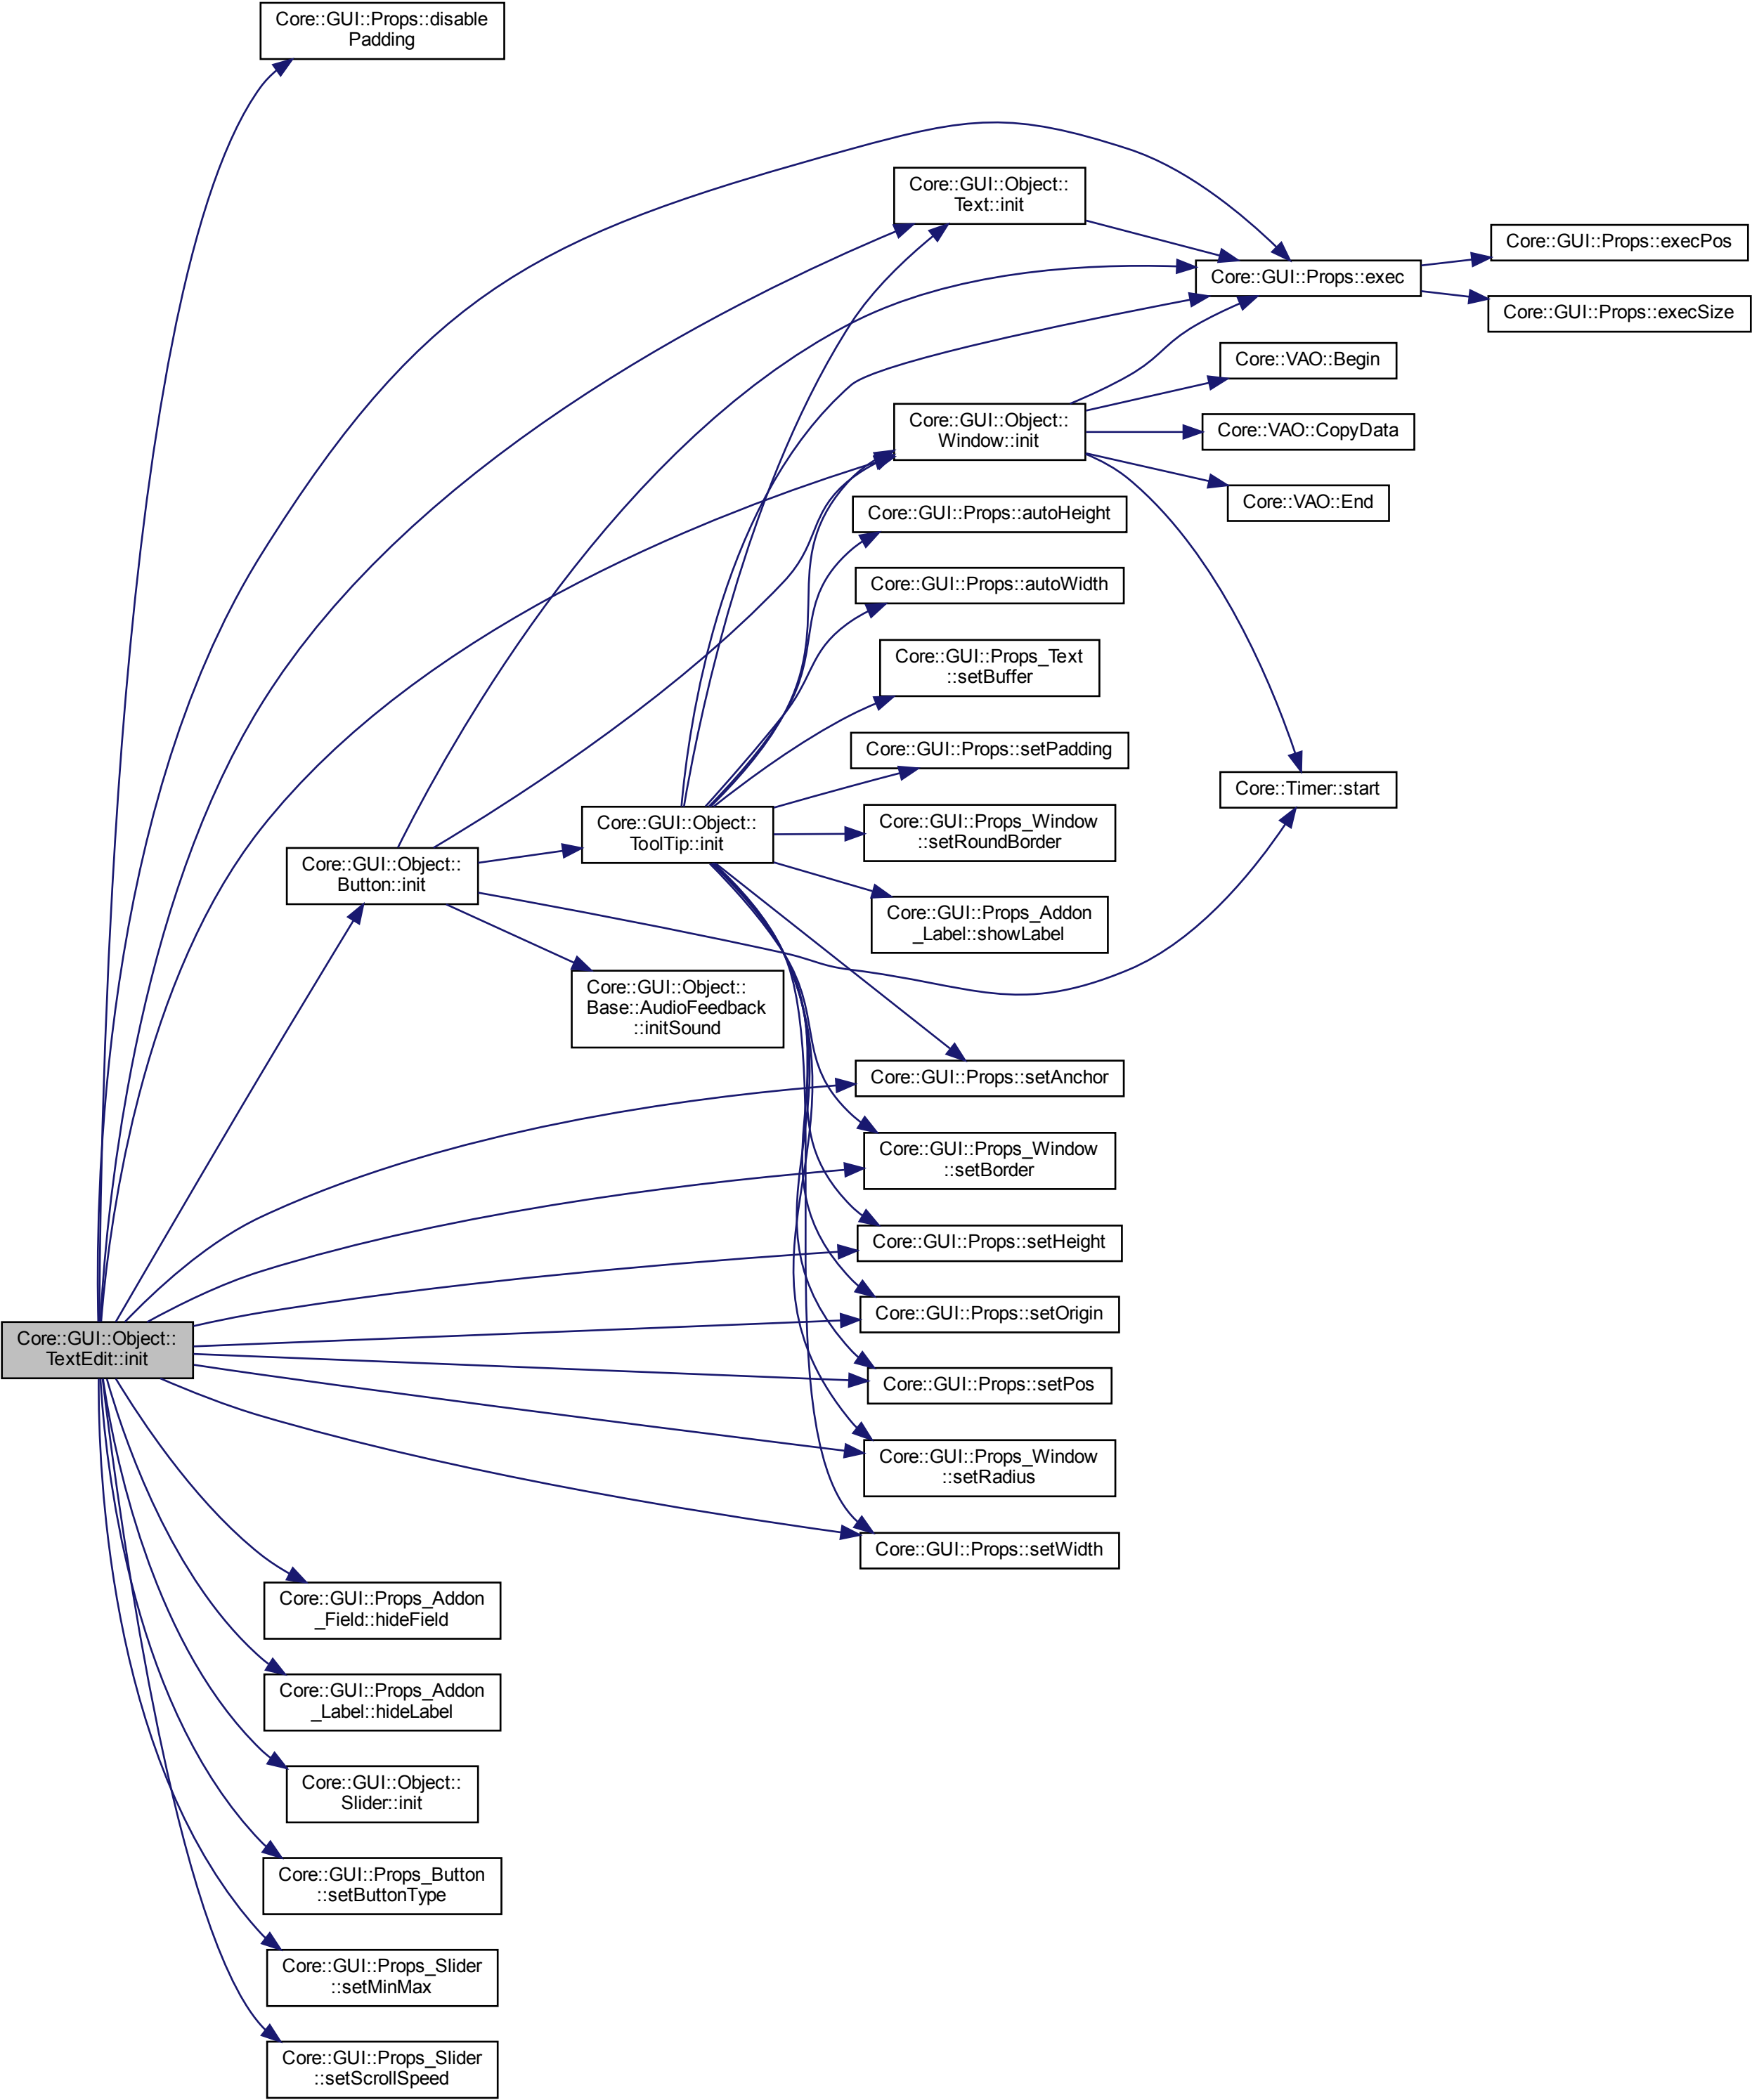 Core::GUI::Props::disable
Padding
Core::GUI::Object::
Text::init
Core::GUI::Props::execPos
Core::GUI::Props::exec
Core::GUI::Props::execSize
Core::VAO::Begin
Core::GUI::Object::
Window::init
Core::VAO::CopyData
Core::VAO::End
Core::GUI::Props::autoHeight
Core::GUI::Props::autoWidth
Core::GUI::Props_Text
::setBuffer
Core::GUI::Props::setPadding
Core::Timer::start
Core::GUI::Object::
ToolTip::init
Core::GUI::Props_Window
::setRoundBorder
Core::GUI::Object::
Button::init
Core::GUI::Props_Addon
_Label::showLabel
Core::GUI::Object::
Base::AudioFeedback
::initSound
Core::GUI::Props::setAnchor
Core::GUI::Props_Window
::setBorder
Core::GUI::Props::setHeight
Core::GUI::Props::setOrigin
Core::GUI::Object::
TextEdit::init
Core::GUI::Props::setPos
Core::GUI::Props_Window
::setRadius
Core::GUI::Props::setWidth
Core::GUI::Props_Addon
_Field::hideField
Core::GUI::Props_Addon
_Label::hideLabel
Core::GUI::Object::
Slider::init
Core::GUI::Props_Button
::setButtonType
Core::GUI::Props_Slider
::setMinMax
Core::GUI::Props_Slider
::setScrollSpeed